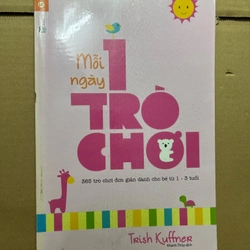 Mỗi
ngày
1
TRÒ
CHƠI
365 trò chơi đơn giản dành cho bé từ 1 - 3 tuổi
Trish Kuffner